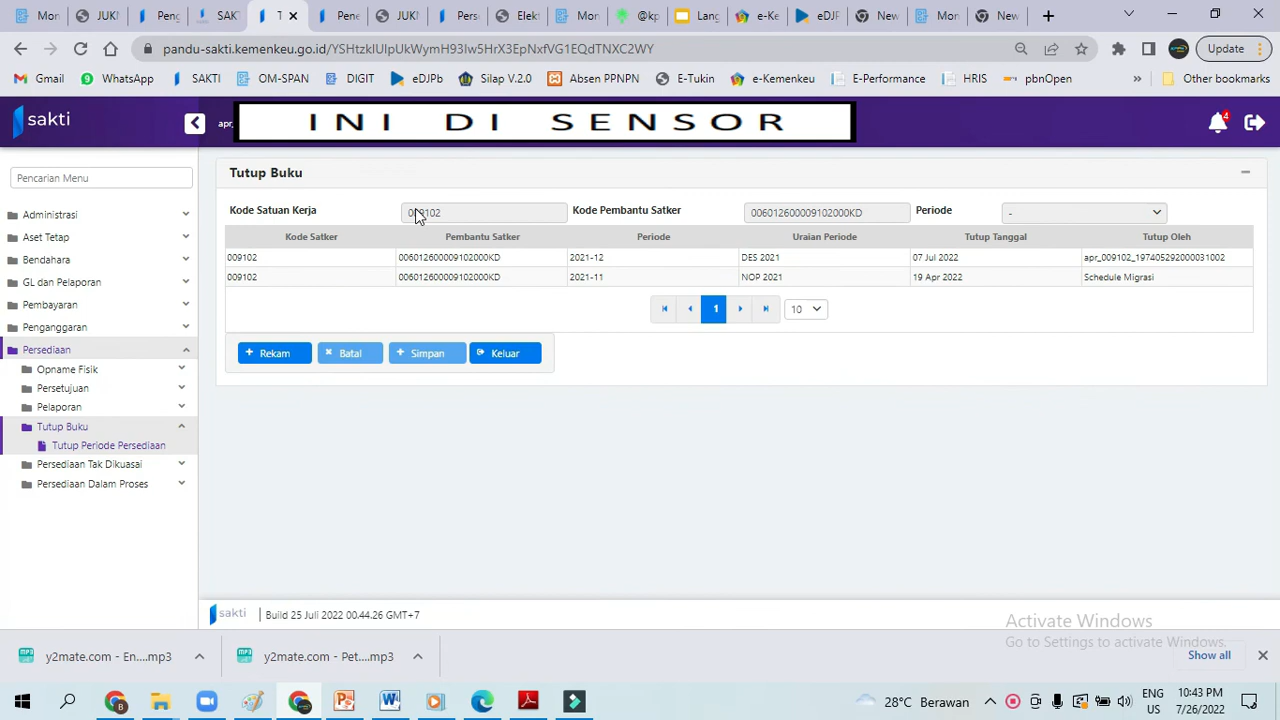 Mon
JUKN
Peng
SAK
T
Pene
JUKN
Pers
Elekt
Mon
@kp
Lang
e-Ke
eDJP
New
Mon
New
pandu-sakti.kemenkeu.go.id/YSHtzkIUlpUkWymH93Iw5HrX3EpNxfVG1EQdTNXC2WY
Update
Gmail WhatsApp SAKTI OM-SPAN DIGIT eDJPb Silap V.2.0 Absen PPNPN E-Tukin e-Kemenkeu E-Performance HRIS pbnOpen » Other bookmarks
sakti
apr_
INI DI SENSOR
4
Pencarian Menu
Administrasi
Aset Tetap
Bendahara
GL dan Pelaporan
Pembayaran
Penganggaran
Persediaan
Opname Fisik
Persetujuan
Pelaporan
Tutup Buku
Tutup Periode Persediaan
Persediaan Tak Dikuasai
Persediaan Dalam Proses
Tutup Buku
Kode Satuan Kerja 009102 Kode Pembantu Satker 006012600009102000KD Periode -
Kode Satker Pembantu Satker Periode Uraian Periode Tutup Tanggal Tutup Oleh
009102 006012600009102000KD 2021-12 DES 2021 07 Jul 2022 apr_009102_197405292000031002
009102 006012600009102000KD 2021-11 NOP 2021 19 Apr 2022 Schedule Migrasi
1 10
Rekam Batal Simpan Keluar
sakti | Build 25 Juli 2022 00.44.26 GMT+7
Activate Windows
Go to Settings to activate Windows.
y2mate.com - En....mp3
y2mate.com - Pet....mp3
Show all
28°C Berawan
ENG
US
10:43 PM
7/26/2022